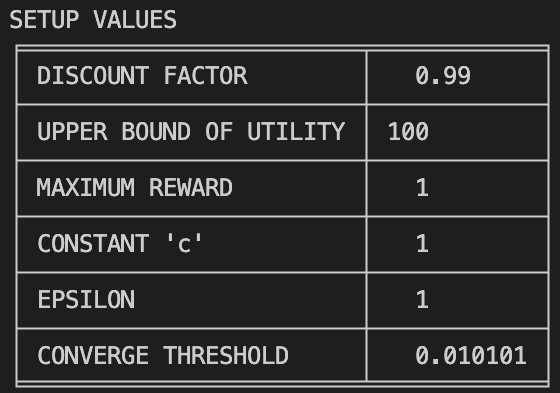 SETUP VALUES
DISCOUNT FACTOR 0.99
UPPER BOUND OF UTILITY 100
MAXIMUM REWARD 1
CONSTANT 'c' 1
EPSILON 1
CONVERGE THRESHOLD 0.010101